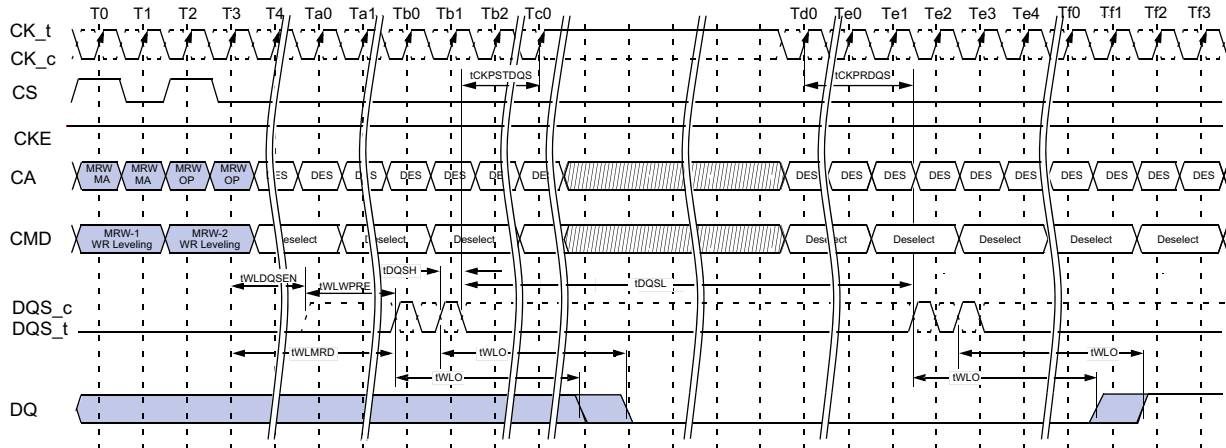 T0 T1 T2 T3 T4 Ta0 Ta1 Tb0 Tb1 Tb2 Tc0 Td0 Te0 Te1 Te2 Te3 Te4 Tf0 Tf1 Tf2 Tf3
CK_t
CK_c
tCKPSTDQS tCKPRDQS
CS
CKE
CA
MRW MRW MRW MRW
MA MA OP OP
DES DES DES DES DES DES DES DES DES DES DES DES DES DES DES DES DES
CMD
MRW-1 MRW-2
WR Leveling WR Leveling
Deselect Deselect Deselect Deselect Deselect Deselect Deselect Deselect
tDQSH
tWLDQSEN tWLWPRE tDQSL
DQS_c
DQS_t
tWLMRD tWLO tWLO
tWLO tWLO
DQ